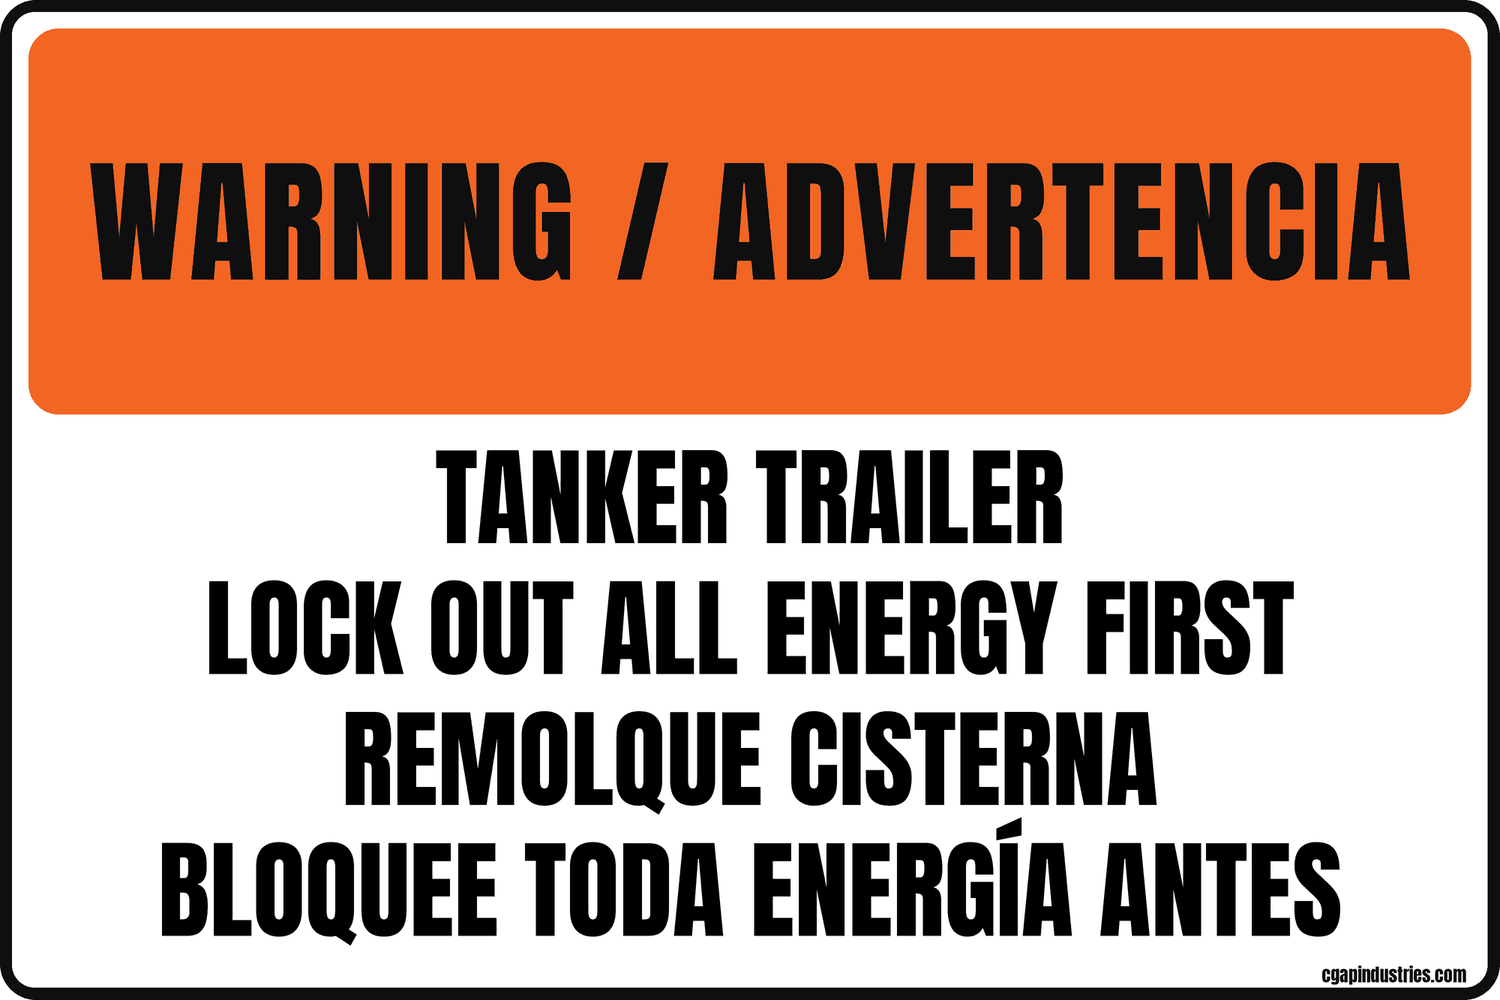 WARNING / ADVERTENCIA
TANKER TRAILER
LOCK OUT ALL ENERGY FIRST
REMOLQUE CISTERNA
BLOQUEE TODA ENERGÍA ANTES
cgapindustries.com